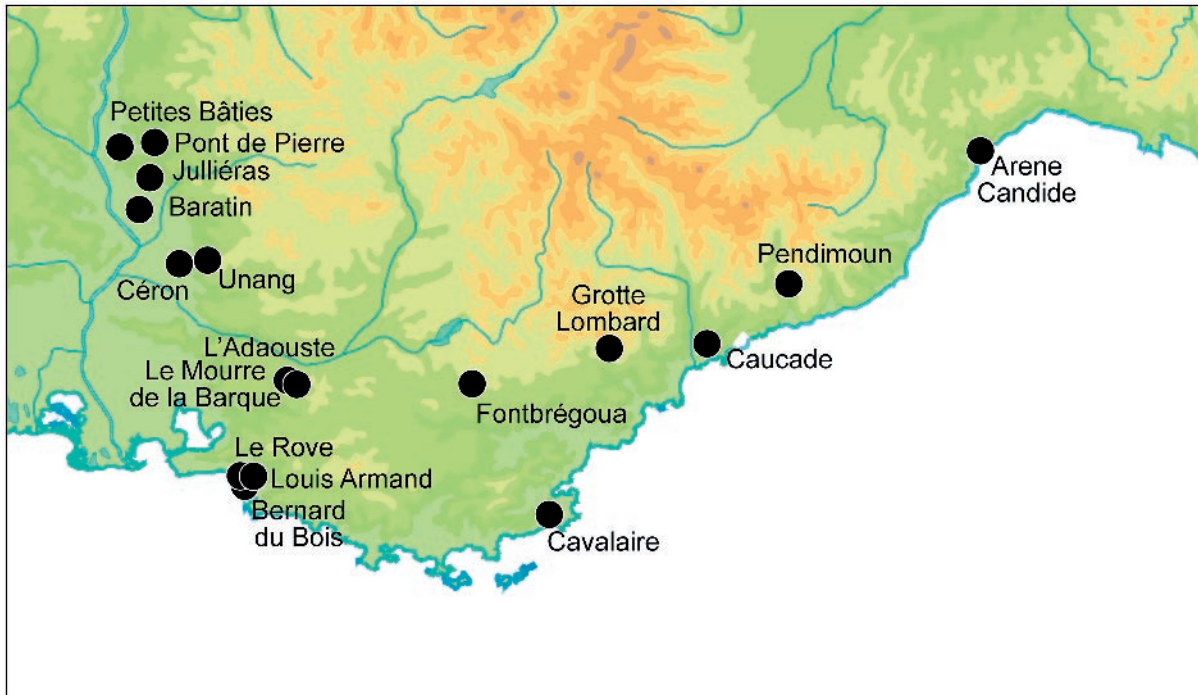 Petites Bâties
Pont de Pierre
Julliéras
Baratin
Céron
Unang
L'Adaouste
Le Mourre
de la Barque
Le Rove
Louis Armand
Bernard
du Bois
Fontbrégoua
Grotte
Lombard
Cavalaire
Caucade
Pendimoun
Arene
Candide